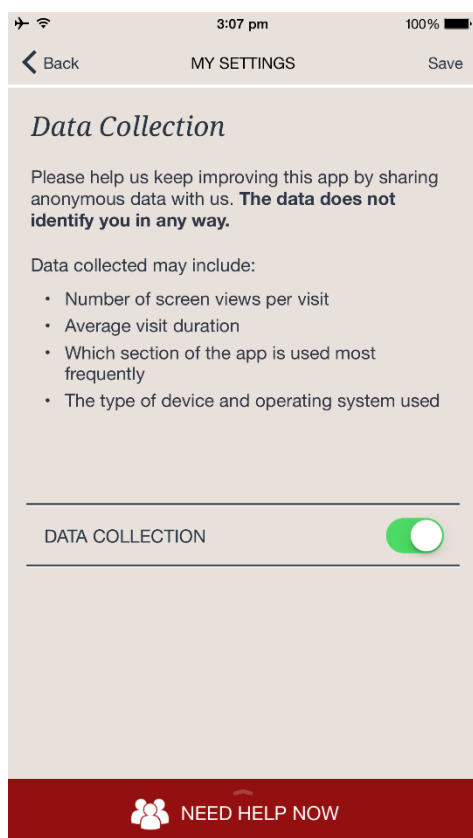 3:07 pm
100%
Back
MY SETTINGS
Save
Data Collection
Please help us keep improving this app by sharing
anonymous data with us. The data does not
identify you in any way.
Data collected may include:
• Number of screen views per visit
• Average visit duration
• Which section of the app is used most
frequently
• The type of device and operating system used
DATA COLLECTION
NEED HELP NOW